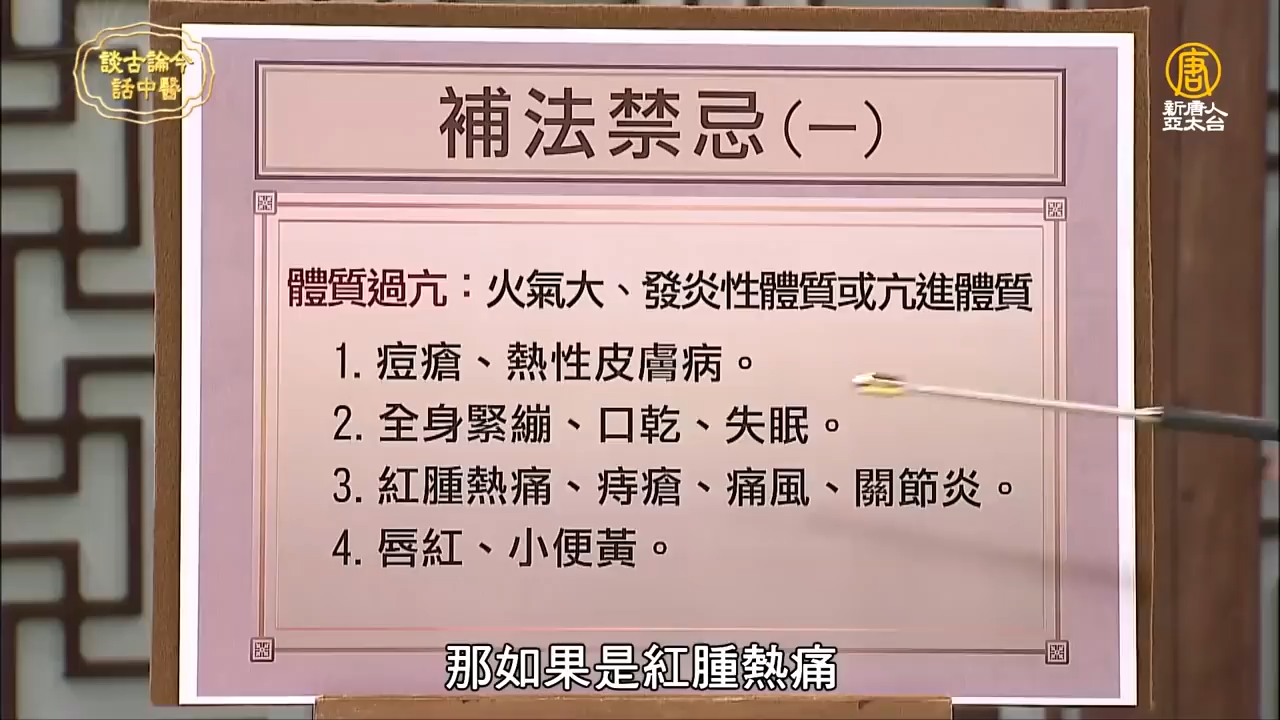 談古論今
話中醫
唐
新唐人
亞太台
補法禁忌(一)
體質過亢：火氣大、發炎性體質或亢進體質
1. 痘瘡、熱性皮膚病。
2. 全身緊繃、口乾、失眠。
3. 紅腫熱痛、痔瘡、痛風、關節炎。
4. 唇紅、小便黃。
那如果是紅腫熱痛